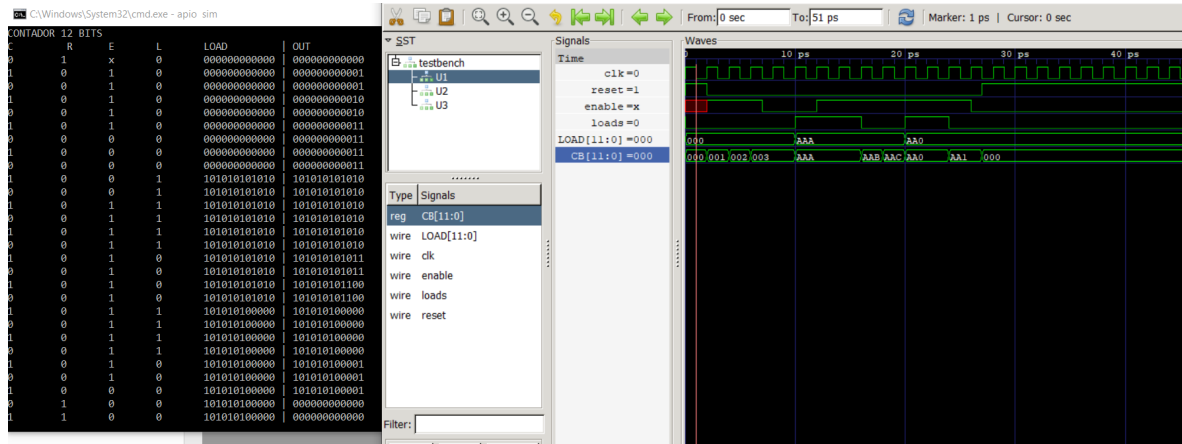 C:\Windows\System32\cmd.exe - apio sim
CONTADOR 12 BITS
C R E L LOAD | OUT
0 1 x 0 000000000000 | 000000000000
1 0 1 0 000000000000 | 000000000001
0 0 1 0 000000000000 | 000000000001
1 0 1 0 000000000000 | 000000000010
0 0 1 0 000000000000 | 000000000010
1 0 1 0 000000000000 | 000000000011
0 0 0 0 000000000000 | 000000000011
1 0 0 0 000000000000 | 000000000011
0 0 0 0 000000000000 | 000000000011
1 0 0 1 101010101010 | 101010101010
0 0 0 1 101010101010 | 101010101010
1 0 1 1 101010101010 | 101010101010
0 0 1 1 101010101010 | 101010101010
1 0 1 1 101010101010 | 101010101010
0 0 1 1 101010101010 | 101010101010
1 0 1 0 101010101010 | 101010101011
0 0 1 0 101010101010 | 101010101011
1 0 1 0 101010101010 | 101010101100
0 0 1 0 101010101010 | 101010101100
1 0 1 1 101010100000 | 101010100000
0 0 1 1 101010100000 | 101010100000
1 0 1 1 101010100000 | 101010100000
0 0 1 1 101010100000 | 101010100000
1 0 1 0 101010100000 | 101010100001
0 0 1 0 101010100000 | 101010100001
1 0 0 0 101010100000 | 101010100001
0 1 0 0 101010100000 | 000000000000
1 1 0 0 101010100000 | 000000000000
From: 0 sec To: 51 ps Marker: 1 ps | Cursor: 0 sec
SST
testbench
U1
U2
U3
Type Signals
reg CB[11:0]
wire LOAD[11:0]
wire clk
wire enable
wire loads
wire reset
Filter:
Signals
Time
clk=0
reset=1
enable=x
loads=0
LOAD[11:0]=000
CB[11:0]=000
Waves
0 10 ps 20 ps 30 ps 40 ps
000 AAA AA0
000 001 002 003 AAA AAB AAC AA0 AA1 000